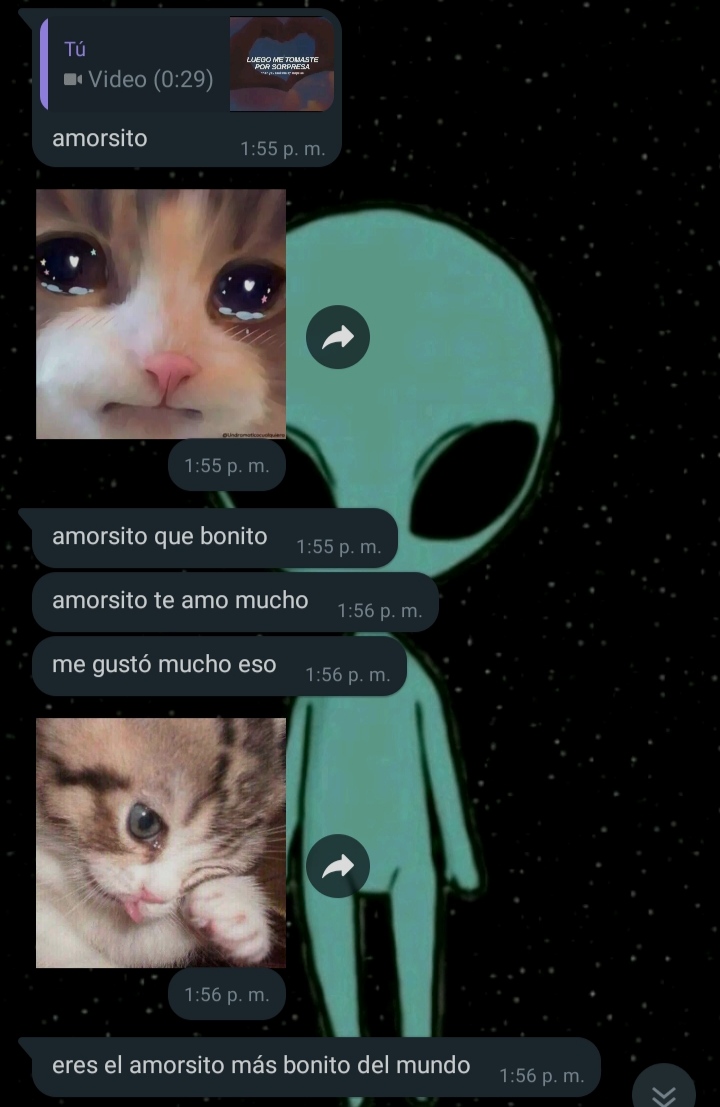 Tú
Video (0:29)
LUEGO ME TOMASTE
POR SORPRESA
amorsito
1:55 p. m.
1:55 p. m.
amorsito que bonito
1:55 p. m.
amorsito te amo mucho
1:56 p. m.
me gustó mucho eso
1:56 p. m.
1:56 p. m.
eres el amorsito más bonito del mundo
1:56 p. m.